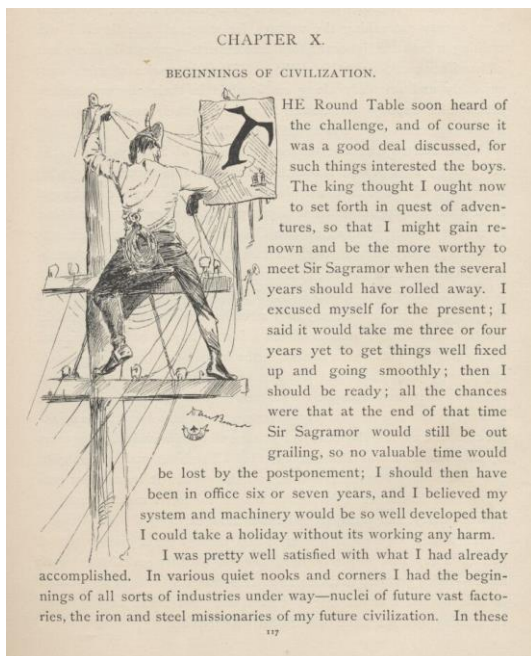 CHAPTER X.
BEGINNINGS OF CIVILIZATION.
THE Round Table soon heard of
the challenge, and of course it
was a good deal discussed, for
such things interested the boys.
The king thought I ought now
to set forth in quest of adven-
tures, so that I might gain re-
nown and be the more worthy to
meet Sir Sagramor when the several
years should have rolled away. I
excused myself for the present; I
said it would take me three or four
years yet to get things well fixed
up and going smoothly; then I
should be ready; all the chances
were that at the end of that time
Sir Sagramor would still be out
grailing, so no valuable time would
be lost by the postponement; I should then have
been in office six or seven years, and I believed my
system and machinery would be so well developed that
I could take a holiday without its working any harm.
I was pretty well satisfied with what I had already
accomplished. In various quiet nooks and corners I had the begin-
nings of all sorts of industries under way—nuclei of future vast facto-
ries, the iron and steel missionaries of my future civilization. In these
117